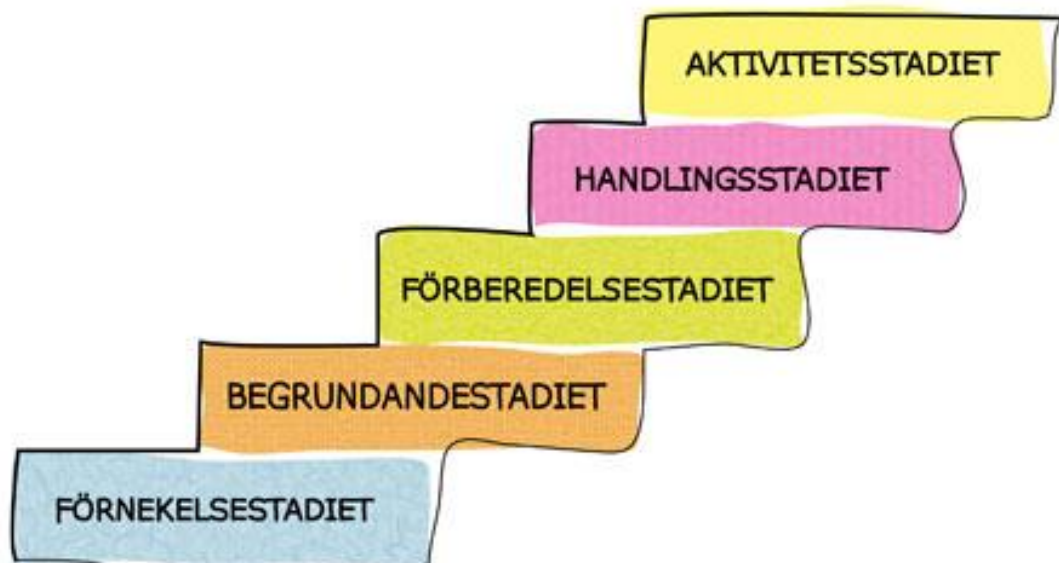 AKTIVITETSSTADIET
HANDLINGSSTADIET
FÖRBEREDELSESTADIET
BEGRUNDANDESTADIET
FÖRNEKELSESTADIET